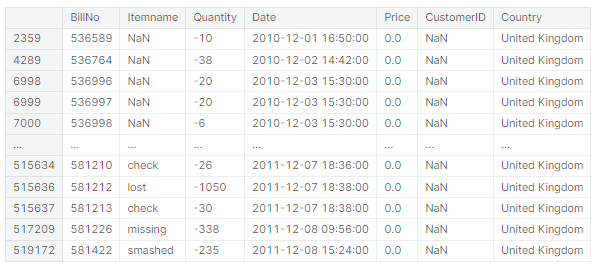 BillNo Itemname Quantity Date Price CustomerID Country
2359 536589 NaN -10 2010-12-01 16:50:00 0.0 NaN United Kingdom
4289 536764 NaN -38 2010-12-02 14:42:00 0.0 NaN United Kingdom
6998 536996 NaN -20 2010-12-03 15:30:00 0.0 NaN United Kingdom
6999 536997 NaN -20 2010-12-03 15:30:00 0.0 NaN United Kingdom
7000 536998 NaN -6 2010-12-03 15:30:00 0.0 NaN United Kingdom
... ... ... ... ... ... ... ...
515634 581210 check -26 2011-12-07 18:36:00 0.0 NaN United Kingdom
515636 581212 lost -1050 2011-12-07 18:38:00 0.0 NaN United Kingdom
515637 581213 check -30 2011-12-07 18:38:00 0.0 NaN United Kingdom
517209 581226 missing -338 2011-12-08 09:56:00 0.0 NaN United Kingdom
519172 581422 smashed -235 2011-12-08 15:24:00 0.0 NaN United Kingdom